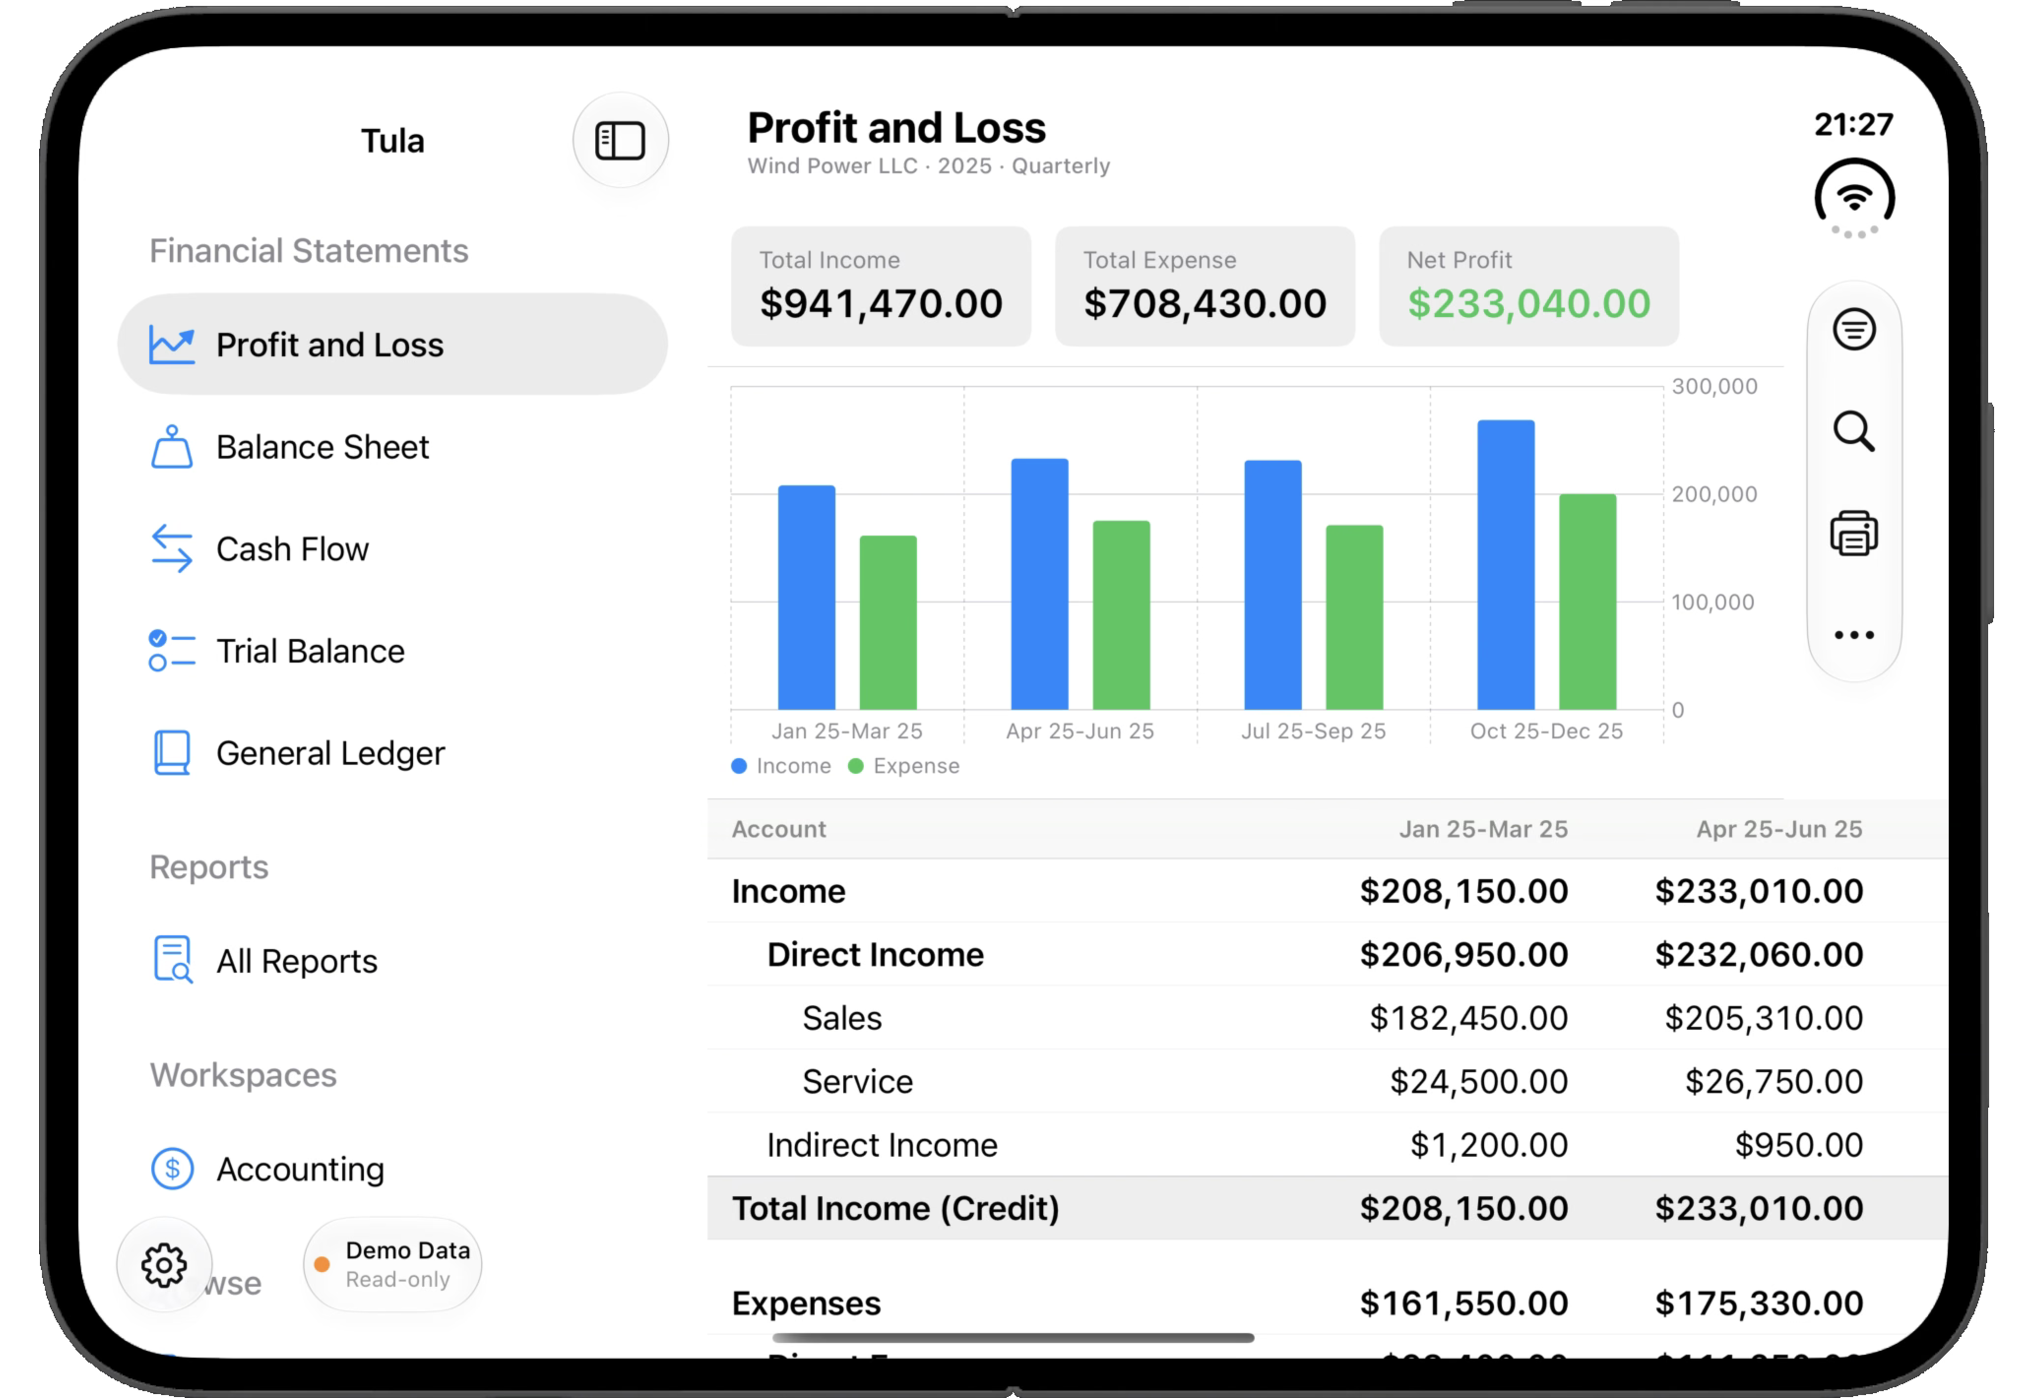 Tula
Financial Statements
Profit and Loss
Balance Sheet
Cash Flow
Trial Balance
General Ledger
Reports
All Reports
Workspaces
Accounting
wse
Demo Data
Read-only
Profit and Loss
Wind Power LLC · 2025 · Quarterly
21:27
Total Income
$941,470.00
Total Expense
$708,430.00
Net Profit
$233,040.00
300,000
200,000
100,000
0
Jan 25-Mar 25 Apr 25-Jun 25 Jul 25-Sep 25 Oct 25-Dec 25
Income Expense
Account Jan 25-Mar 25 Apr 25-Jun 25
Income $208,150.00 $233,010.00
Direct Income $206,950.00 $232,060.00
Sales $182,450.00 $205,310.00
Service $24,500.00 $26,750.00
Indirect Income $1,200.00 $950.00
Total Income (Credit) $208,150.00 $233,010.00
Expenses $161,550.00 $175,330.00